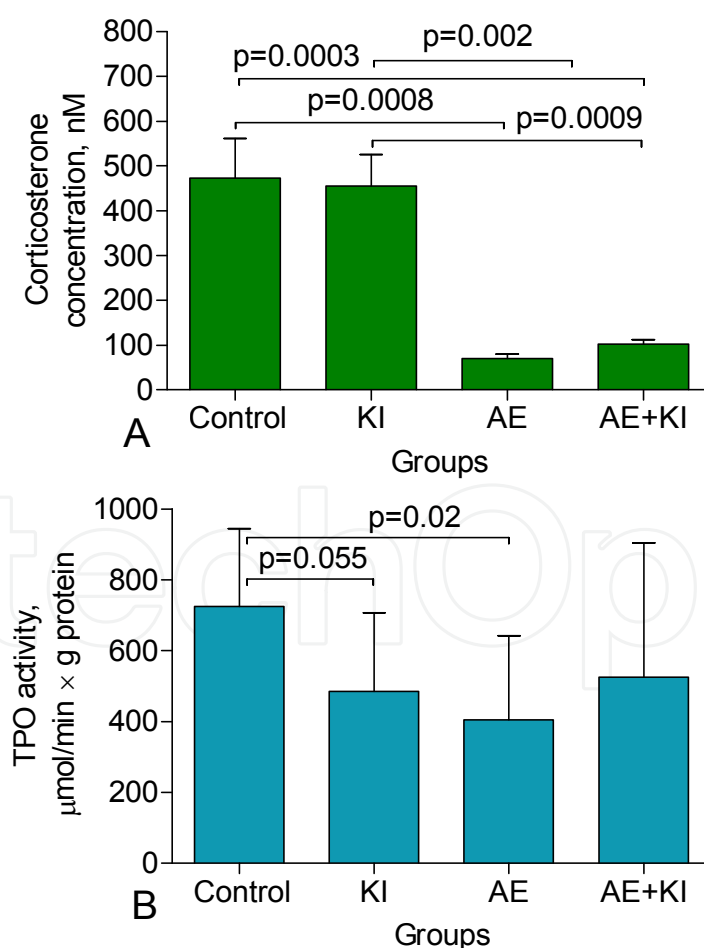 800
700
600
500
400
300
200
100
0
Corticosterone
concentration, nM
p=0.002
p=0.0003
p=0.0008
p=0.0009
Control KI AE AE+KI
A
Groups
1000
800
600
400
200
0
TPO activity,
μmol/min × g protein
p=0.02
p=0.055
Control KI AE AE+KI
B
Groups
techOp